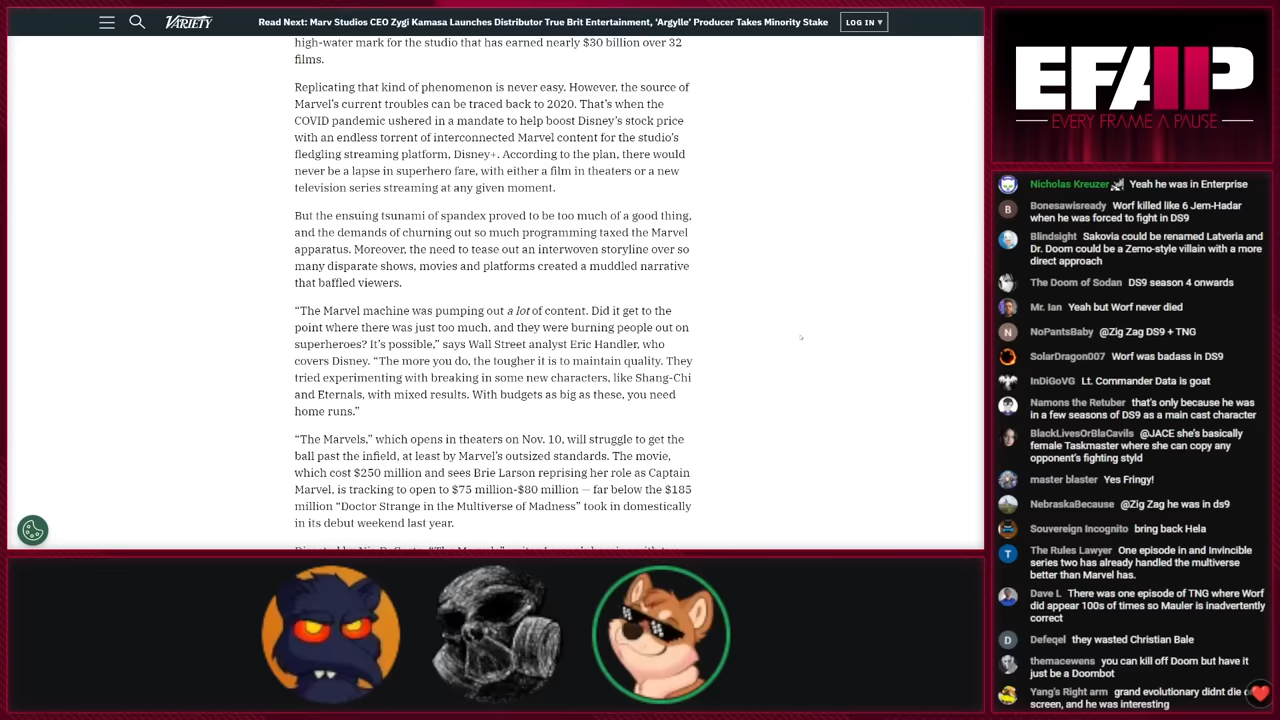 VARIETY
Read Next: Marv Studios CEO Zygi Kamasa Launches Distributor True Brit Entertainment, ‘Argylle’ Producer Takes Minority Stake
LOG IN ▾
high-water mark for the studio that has earned nearly $30 billion over 32
films.
Replicating that kind of phenomenon is never easy. However, the source of
Marvel’s current troubles can be traced back to 2020. That’s when the
COVID pandemic ushered in a mandate to help boost Disney’s stock price
with an endless torrent of interconnected Marvel content for the studio’s
fledgling streaming platform, Disney+. According to the plan, there would
never be a lapse in superhero fare, with either a film in theaters or a new
television series streaming at any given moment.
But the ensuing tsunami of spandex proved to be too much of a good thing,
and the demands of churning out so much programming taxed the Marvel
apparatus. Moreover, the need to tease out an interwoven storyline over so
many disparate shows, movies and platforms created a muddled narrative
that baffled viewers.
“The Marvel machine was pumping out a lot of content. Did it get to the
point where there was just too much, and they were burning people out on
superheroes? It’s possible,” says Wall Street analyst Eric Handler, who
covers Disney. “The more you do, the tougher it is to maintain quality. They
tried experimenting with breaking in some new characters, like Shang-Chi
and Eternals, with mixed results. With budgets as big as these, you need
home runs.”
“The Marvels,” which opens in theaters on Nov. 10, will struggle to get the
ball past the infield, at least by Marvel’s outsized standards. The movie,
which cost $250 million and sees Brie Larson reprising her role as Captain
Marvel, is tracking to open to $75 million-$80 million — far below the $185
million “Doctor Strange in the Multiverse of Madness” took in domestically
in its debut weekend last year.
EFAP
EVERY FRAME A PAUSE
Nicholas Kreuzer Yeah he was in Enterprise
Bonesawisready Worf killed like 6 Jem-Hadar
when he was forced to fight in DS9
Blindsight Sakovia could be renamed Latveria and
Dr. Doom could be a Zemo-style villain with a more
direct approach
The Doom of Sodan DS9 season 4 onwards
Mr. Ian Yeah but Worf never died
NoPantsBaby @Zig Zag DS9 + TNG
SolarDragon007 Worf was badass in DS9
InDiGoVG Lt. Commander Data is goat
Namons the Retuber that's only because he was
in a few seasons of DS9 as a main cast character
BlackLivesOrBlaCavils @JACE she's basically
female Taskmaster where she can copy any
opponent's fighting styld
master blaster Yes Fringy!
NebraskaBecause @Zig Zag he was in ds9
Souvereign Incognito bring back Hela
The Rules Lawyer One episode in and Invincible
series two has already handled the multiverse
better than Marvel has.
Dave L There was one episode of TNG where Worf
did appear 100s of times so Mauler is inadvertently
correct
Defeqel they wasted Christian Bale
themacewens you can kill off Doom but have it
just be a Doombot
Yang's Right arm grand evolutionary didnt die
screen, and he was interesting